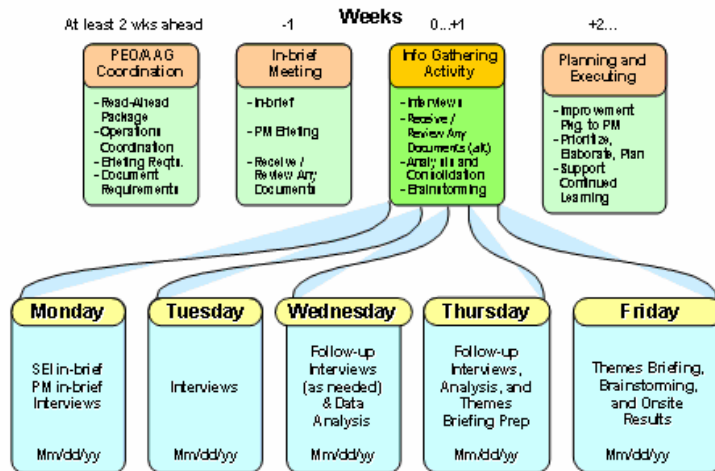 Weeks
At least 2 wks ahead
-1
0...+1
+2...
PEO/AAG
Coordination
- Read-Ahead
Package
- Operations
Coordination
- Briefing Reqts.
- Document
Requirements
In-brief
Meeting
- In-brief
- PM Briefing
- Receive /
Review Any
Documents
Info Gathering
Activity
- Interviews
- Receive /
Review Any
Documents (alt)
- Analysis and
Consolidation
- Brainstorming
Planning and
Executing
- Improvement
Pkg. to PM
- Prioritize,
Elaborate, Plan
- Support
Continued
Learning
Monday
SEI in-brief
PM in-brief
Interviews
Mm/dd/yy
Tuesday
Interviews
Mm/dd/yy
Wednesday
Follow-up
Interviews
(as needed)
& Data
Analysis
Mm/dd/yy
Thursday
Follow-up
Interviews,
Analysis, and
Themes
Briefing Prep
Mm/dd/yy
Friday
Themes Briefing,
Brainstorming,
and Onsite
Results
Mm/dd/yy